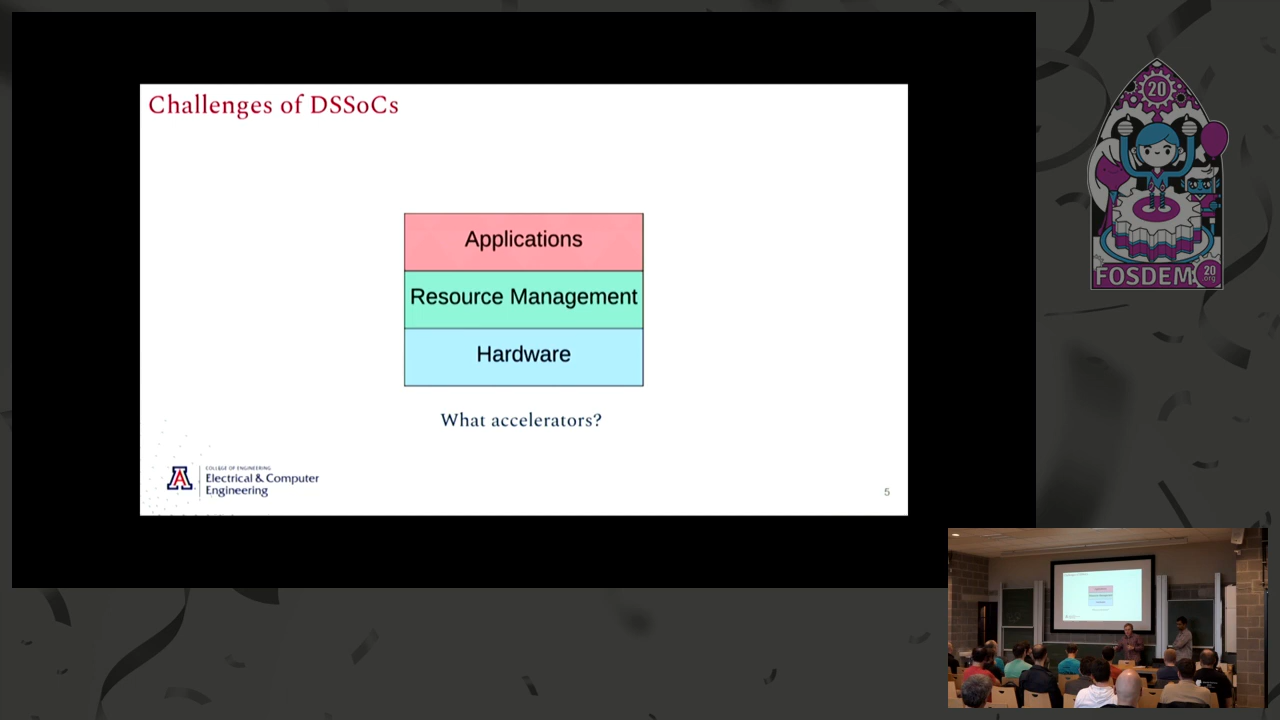 Challenges of DSSoCs
Applications
Resource Management
Hardware
What accelerators?
COLLEGE OF ENGINEERING
Electrical & Computer
Engineering
5
20
FOSDEM
20
.org